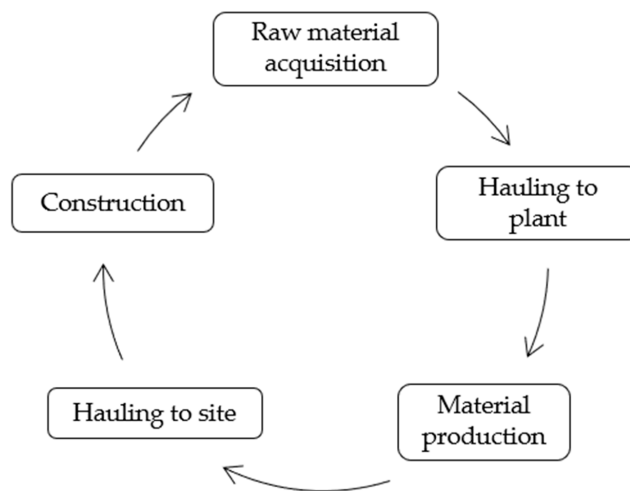 Raw material
acquisition
Hauling to
plant
Material
production
Hauling to site
Construction